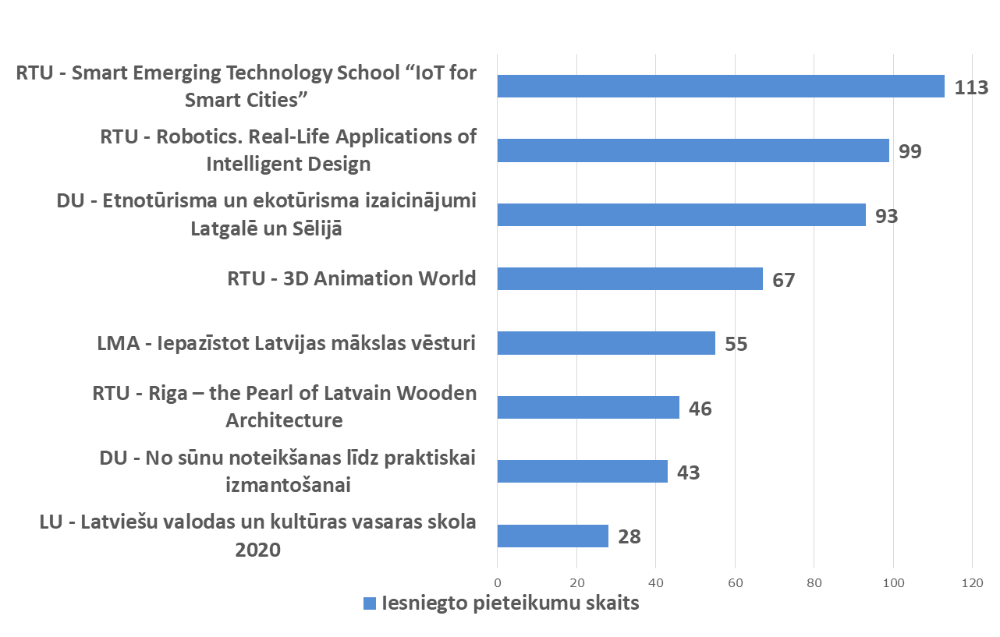 RTU - Smart Emerging Technology School “IoT for
Smart Cities”
113
RTU - Robotics. Real-Life Applications of
Intelligent Design
99
DU - Etnotūrisma un ekotūrisma izaicinājumi
Latgalē un Sēlijā
93
RTU - 3D Animation World
67
LMA - Iepazīstot Latvijas mākslas vēsturi
55
RTU - Riga – the Pearl of Latvain Wooden
Architecture
46
DU - No sūnu noteikšanas līdz praktiskai
izmantošanai
43
LU - Latviešu valodas un kultūras vasaras skola
2020
28
0 20 40 60 80 100 120
Iesniegto pieteikumu skaits